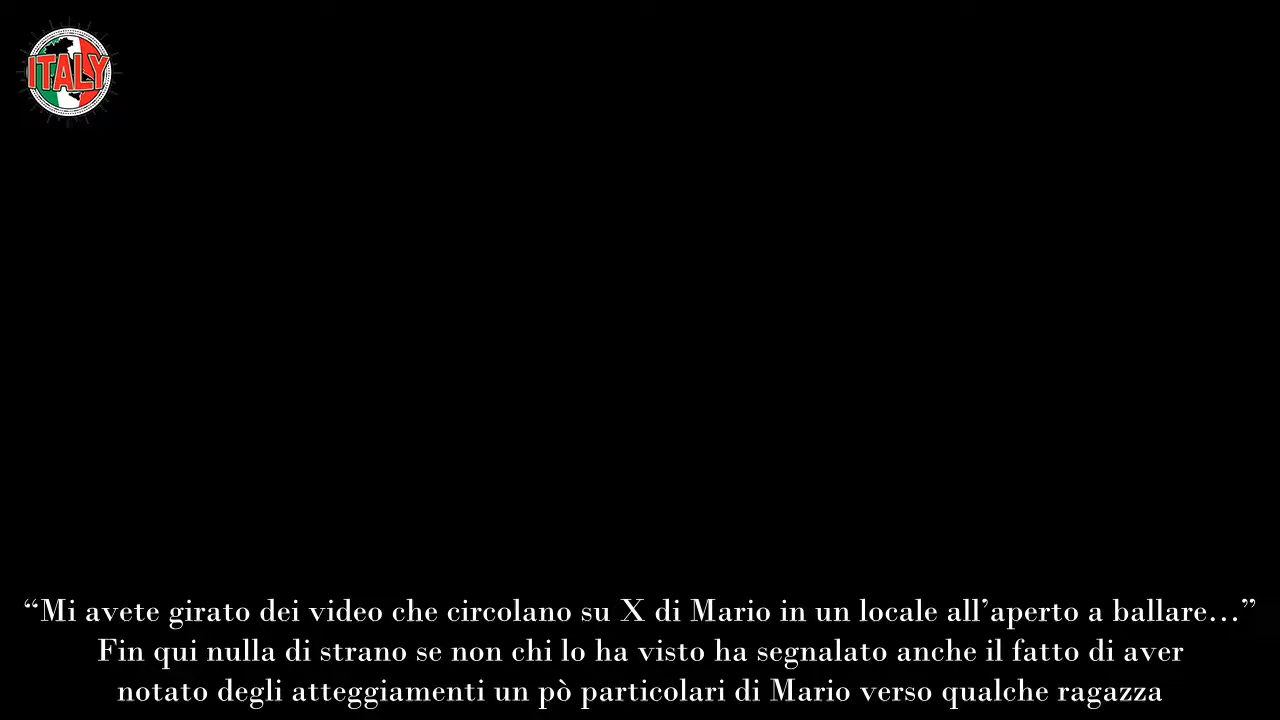 ITALY
“Mi avete girato dei video che circolano su X di Mario in un locale all’aperto a ballare...”
Fin qui nulla di strano se non chi lo ha visto ha segnalato anche il fatto di aver
notato degli atteggiamenti un pò particolari di Mario verso qualche ragazza